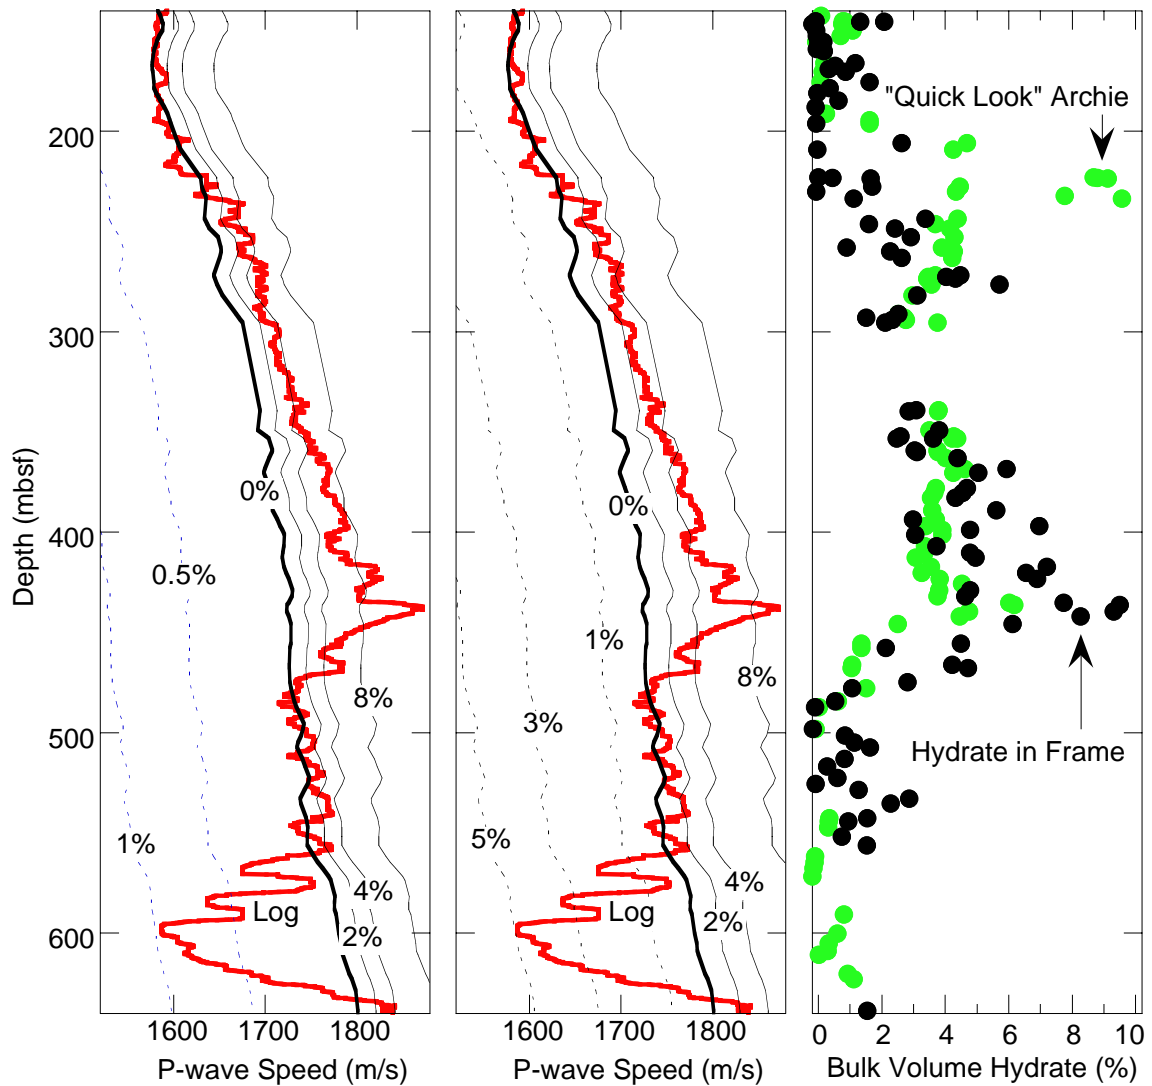 "Quick Look" Archie
200
300
0%
0%
400
0.5%
Depth (mbsf)
1%
8%
8%
3%
500
Hydrate in Frame
1%
5%
4%
4%
Log
Log
2%
2%
600
1600 1700 1800
1600 1700 1800
0 2 4 6 8 10
P-wave Speed (m/s)
P-wave Speed (m/s)
Bulk Volume Hydrate (%)